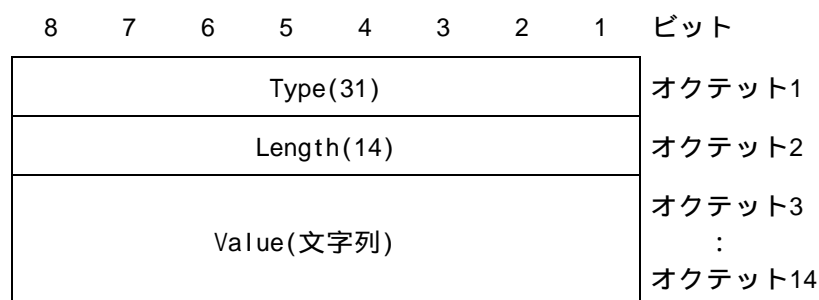 8 7 6 5 4 3 2 1 ビット
Type(31) オクテット1
Length(14) オクテット2
オクテット3
Value(文字列) :
オクテット14